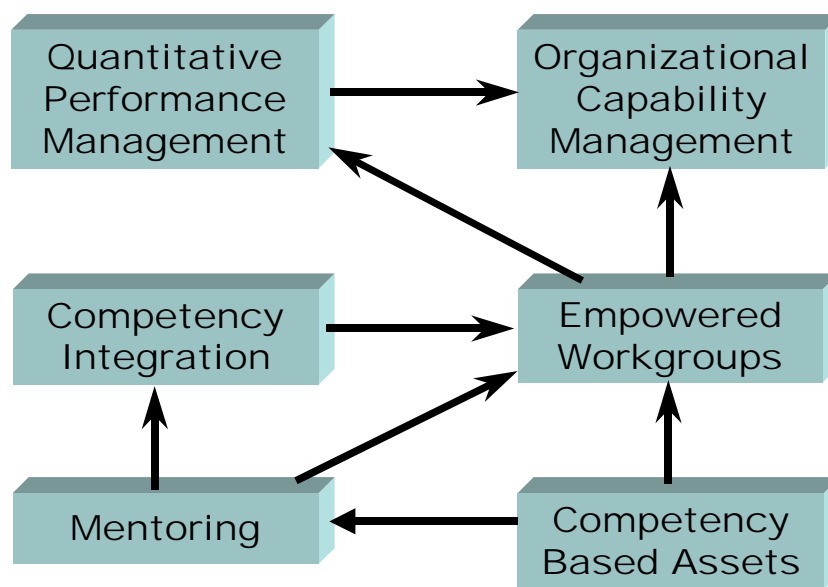 Quantitative
Performance
Management
Organizational
Capability
Management
Competency
Integration
Empowered
Workgroups
Mentoring
Competency
Based Assets